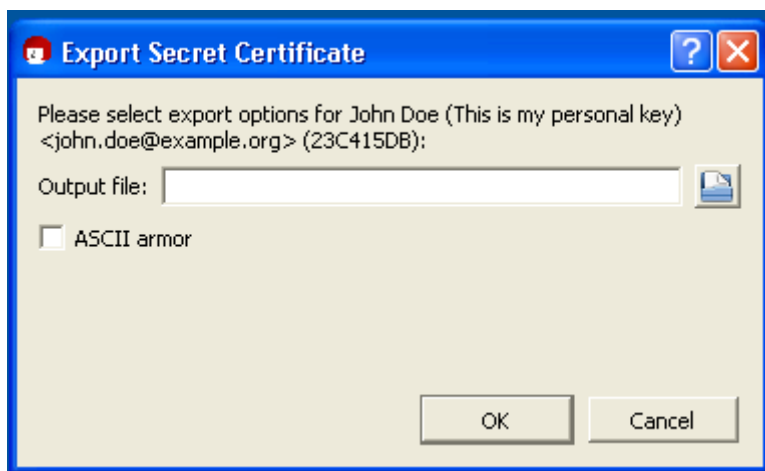 Export Secret Certificate
Please select export options for John Doe (This is my personal key)
<john.doe@example.org> (23C415DB):
Output file:
ASCII armor
OK
Cancel